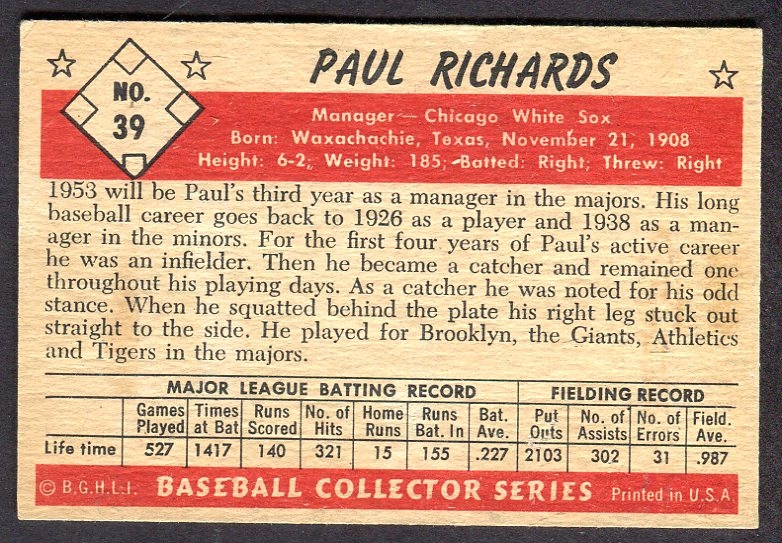 NO.
39
PAUL RICHARDS
Manager — Chicago White Sox
Born: Waxachachie, Texas, November 21, 1908
Height: 6-2; Weight: 185; Batted: Right; Threw: Right
1953 will be Paul's third year as a manager in the majors. His long
baseball career goes back to 1926 as a player and 1938 as a man-
ager in the minors. For the first four years of Paul's active career
he was an infielder. Then he became a catcher and remained one
throughout his playing days. As a catcher he was noted for his odd
stance. When he squatted behind the plate his right leg stuck out
straight to the side. He played for Brooklyn, the Giants, Athletics
and Tigers in the majors.
MAJOR LEAGUE BATTING RECORD FIELDING RECORD
Games Times Runs No. of Home Runs Bat. Put No. of No. of Field.
Played at Bat Scored Hits Runs Bat. In Ave. Outs Assists Errors Ave.
Life time 527 1417 140 321 15 155 .227 2103 302 31 .987
© B.G.H.L.I. BASEBALL COLLECTOR SERIES Printed in U.S.A.